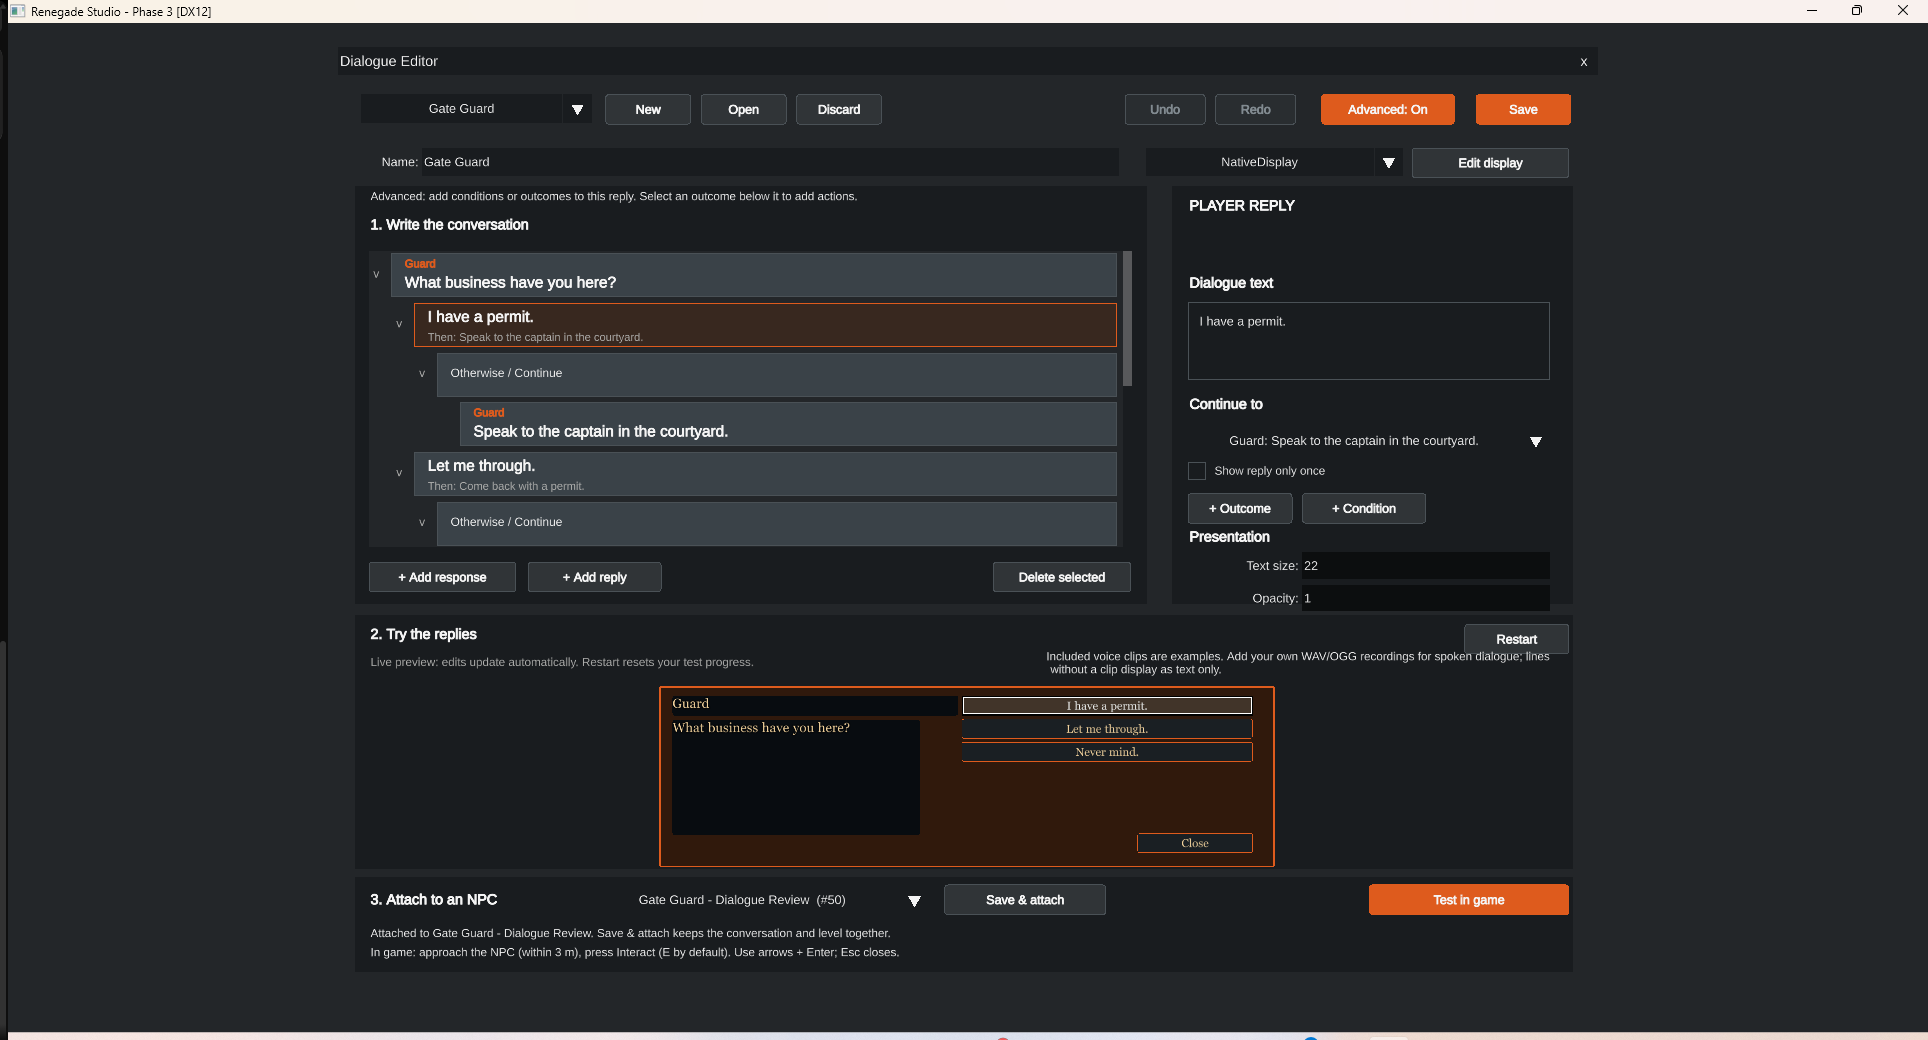 Renegade Studio - Phase 3 [DX12]
Dialogue Editor
x
Gate Guard
New
Open
Discard
Undo
Redo
Advanced: On
Save
Name: Gate Guard
NativeDisplay
Edit display
Advanced: add conditions or outcomes to this reply. Select an outcome below it to add actions.
1. Write the conversation
v
Guard
What business have you here?
v
I have a permit.
Then: Speak to the captain in the courtyard.
v
Otherwise / Continue
Guard
Speak to the captain in the courtyard.
v
Let me through.
Then: Come back with a permit.
v
Otherwise / Continue
+ Add response
+ Add reply
Delete selected
PLAYER REPLY
Dialogue text
I have a permit.
Continue to
Guard: Speak to the captain in the courtyard.
Show reply only once
+ Outcome
+ Condition
Presentation
Text size: 22
Opacity: 1
2. Try the replies
Restart
Live preview: edits update automatically. Restart resets your test progress.
Included voice clips are examples. Add your own WAV/OGG recordings for spoken dialogue; lines
without a clip display as text only.
Guard
What business have you here?
I have a permit.
Let me through.
Never mind.
Close
3. Attach to an NPC
Gate Guard - Dialogue Review (#50)
Save & attach
Test in game
Attached to Gate Guard - Dialogue Review. Save & attach keeps the conversation and level together.
In game: approach the NPC (within 3 m), press Interact (E by default). Use arrows + Enter; Esc closes.